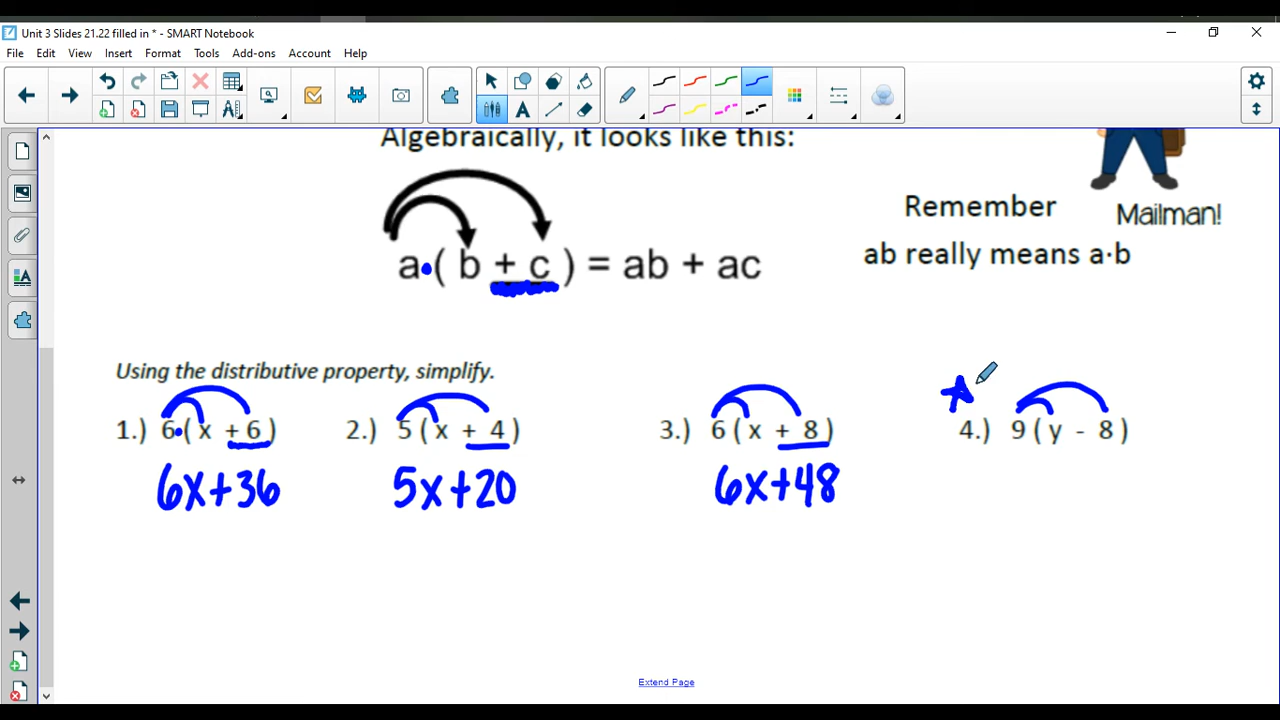 Unit 3 Slides 21.22 filled in * - SMART Notebook
File Edit View Insert Format Tools Add-ons Account Help
Algebraically, it looks like this:
a·( b + c ) = ab + ac
Remember
ab really means a·b
Mailman!
Using the distributive property, simplify.
1.) 6·( x + 6 ) 2.) 5 ( x + 4 ) 3.) 6 ( x + 8 ) 4.) 9 ( y - 8 )
6x+36 5x+20 6x+48
Extend Page